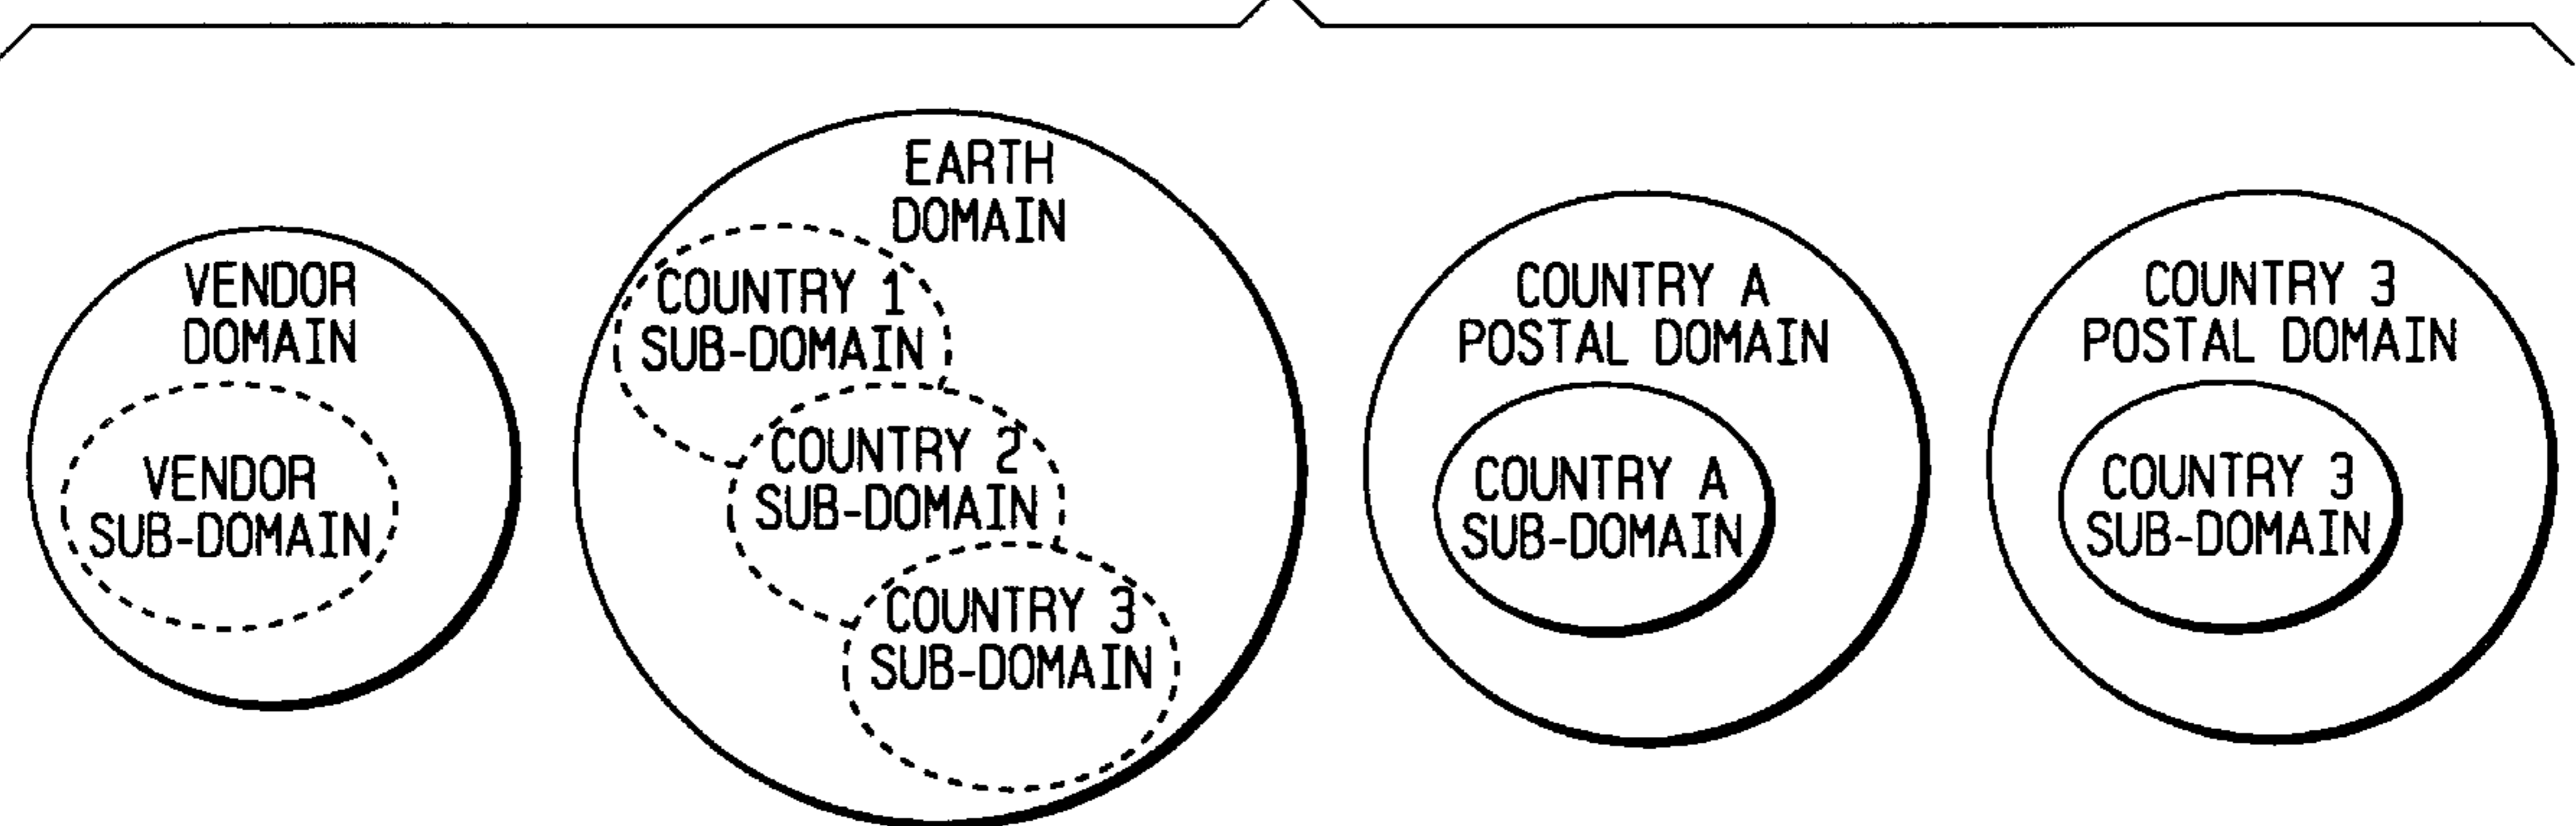 VENDOR
DOMAIN
VENDOR
SUB-DOMAIN
EARTH
DOMAIN
COUNTRY 1
SUB-DOMAIN
COUNTRY 2
SUB-DOMAIN
COUNTRY 3
SUB-DOMAIN
COUNTRY A
POSTAL DOMAIN
COUNTRY A
SUB-DOMAIN
COUNTRY 3
POSTAL DOMAIN
COUNTRY 3
SUB-DOMAIN